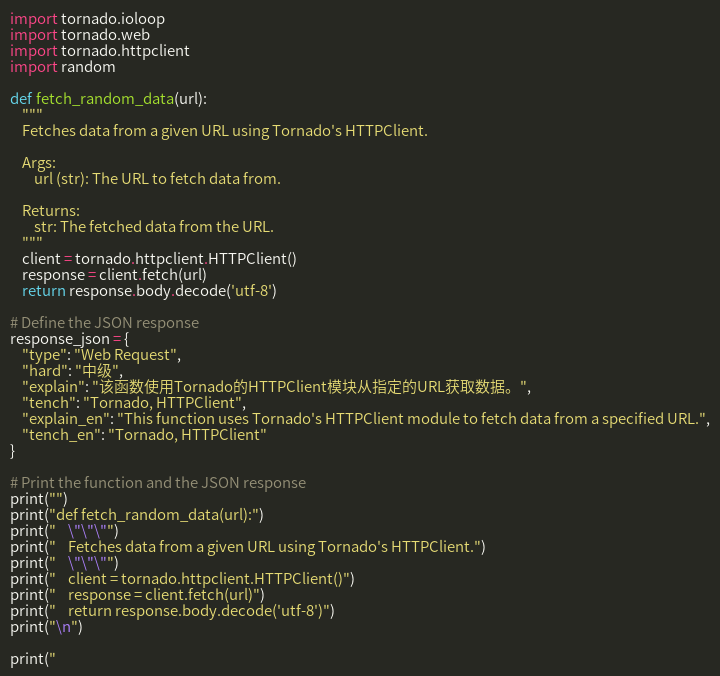 import tornado.ioloop
import tornado.web
import tornado.httpclient
import random

def fetch_random_data(url):
    """
    Fetches data from a given URL using Tornado's HTTPClient.

    Args:
        url (str): The URL to fetch data from.

    Returns:
        str: The fetched data from the URL.
    """
    client = tornado.httpclient.HTTPClient()
    response = client.fetch(url)
    return response.body.decode('utf-8')

# Define the JSON response
response_json = {
    "type": "Web Request",
    "hard": "中级",
    "explain": "该函数使用Tornado的HTTPClient模块从指定的URL获取数据。",
    "tench": "Tornado, HTTPClient",
    "explain_en": "This function uses Tornado's HTTPClient module to fetch data from a specified URL.",
    "tench_en": "Tornado, HTTPClient"
}

# Print the function and the JSON response
print("")
print("def fetch_random_data(url):")
print("    \"\"\"")
print("    Fetches data from a given URL using Tornado's HTTPClient.")
print("    \"\"\"")
print("    client = tornado.httpclient.HTTPClient()")
print("    response = client.fetch(url)")
print("    return response.body.decode('utf-8')")
print("\n")

print("